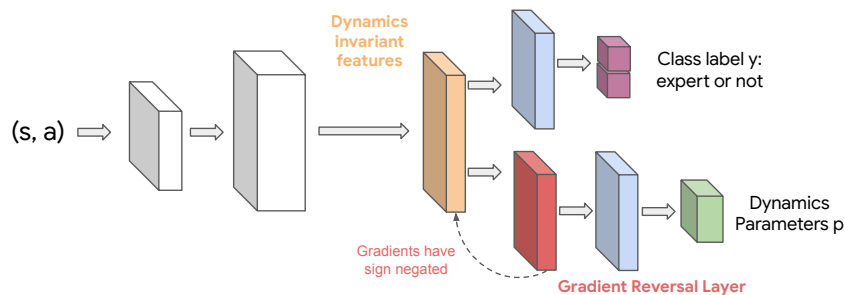 Dynamics
invariant
features
(s, a)
Class label y:
expert or not
Dynamics
Parameters p
Gradients have
sign negated
Gradient Reversal Layer